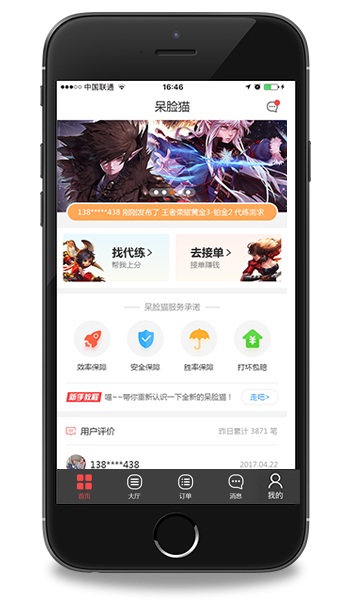 中国联通
16:46
呆脸猫
138*****438 刚刚发布了 王者荣耀黄金3-铂金2 代练需求
找代练
帮我上分
去接单
接单赚钱
呆脸猫服务承诺
效率保障
安全保障
胜率保障
打坏包赔
新手教程
喵~~带你重新认识一下全新的呆脸猫!
去吧>
用户评价
昨日累计 3871 笔
138****438
2017.04.22
首页
大厅
订单
消息
我的